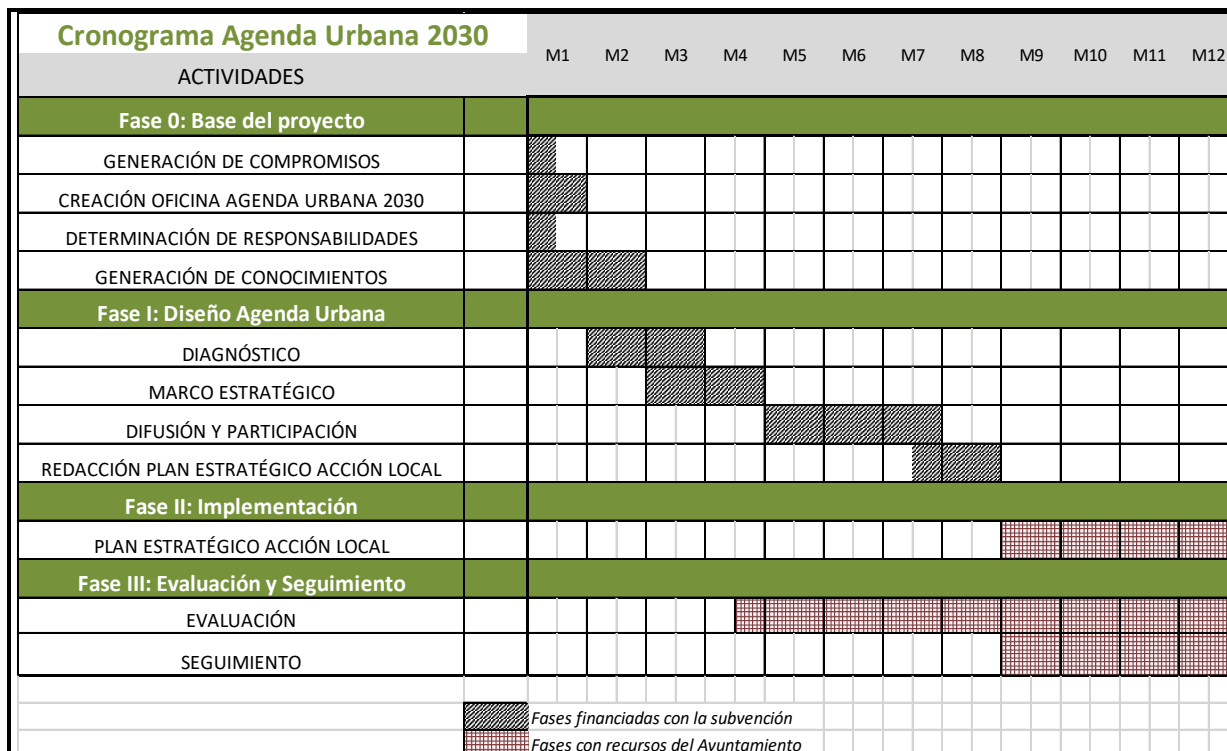 Cronograma Agenda Urbana 2030
M1 M2 M3 M4 M5 M6 M7 M8 M9 M10 M11 M12
ACTIVIDADES
Fase 0: Base del proyecto
GENERACIÓN DE COMPROMISOS
CREACIÓN OFICINA AGENDA URBANA 2030
DETERMINACIÓN DE RESPONSABILIDADES
GENERACIÓN DE CONOCIMIENTOS
Fase I: Diseño Agenda Urbana
DIAGNÓSTICO
MARCO ESTRATÉGICO
DIFUSIÓN Y PARTICIPACIÓN
REDACCIÓN PLAN ESTRATÉGICO ACCIÓN LOCAL
Fase II: Implementación
PLAN ESTRATÉGICO ACCIÓN LOCAL
Fase III: Evaluación y Seguimiento
EVALUACIÓN
SEGUIMIENTO
Fases financiadas con la subvención
Fases con recursos del Ayuntamiento